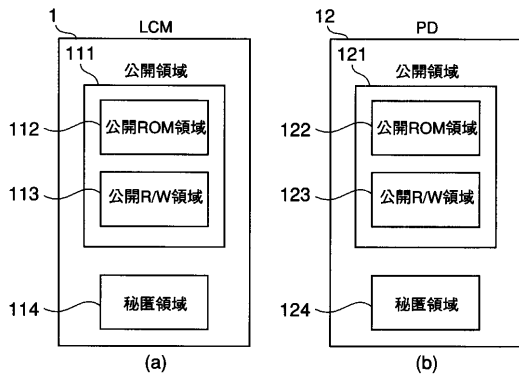 1
LCM
111
公開領域
112
公開ROM領域
113
公開R/W領域
114
秘匿領域
(a)
12
PD
121
公開領域
122
公開ROM領域
123
公開R/W領域
124
秘匿領域
(b)